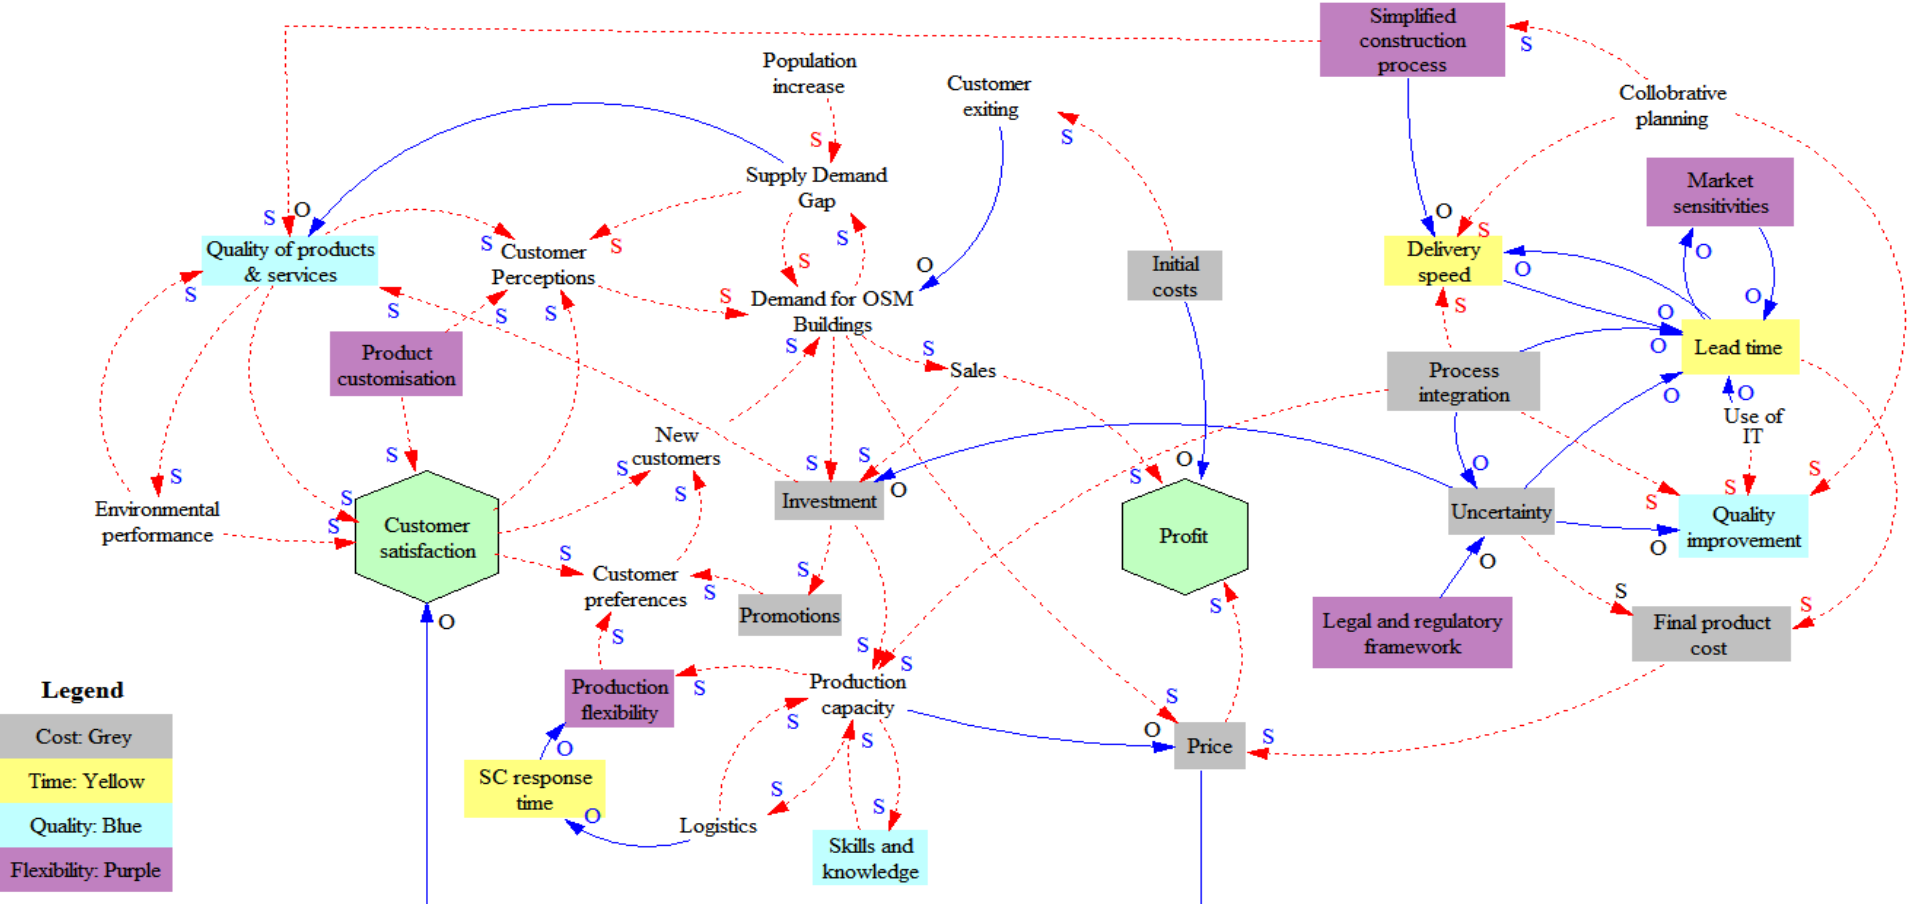 Simplified
construction
process
S
Population
increase
Customer
exiting
Collobrative
planning
S
S
Supply Demand
Gap
Market
sensitivities
S
O
O
S
Quality of products
& services
S
Customer
Perceptions
S
S
S
O
Delivery
speed
O
O
Initial
costs
S
S
S
S
S
Demand for OSM
Buildings
O
O
S
O
Lead time
Product
customisation
S
S
Sales
Process
integration
O
O
Use of
IT
New
customers
S
S
S
S
S
O
S
O
S
S
S
Investment
O
Uncertainty
Quality
improvement
S
Environmental
performance
S
S
Customer
satisfaction
Profit
O
S
S
Customer
preferences
S
O
Promotions
S
S
S
Legal and regulatory
framework
Final product
cost
O
S
S
S
Legend
Production
flexibility
S
Production
capacity
S
S
O
Price
S
Cost: Grey
O
S
Time: Yellow
SC response
time
S
O
S
Quality: Blue
Logistics
Skills and
knowledge
Flexibility: Purple